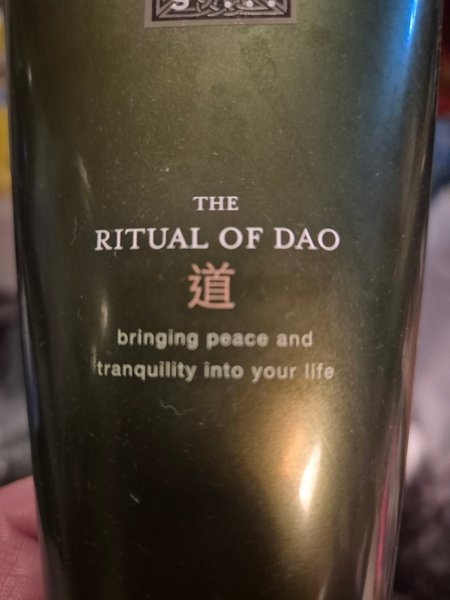 THE
RITUAL OF DAO
道
bringing peace and
tranquility into your life